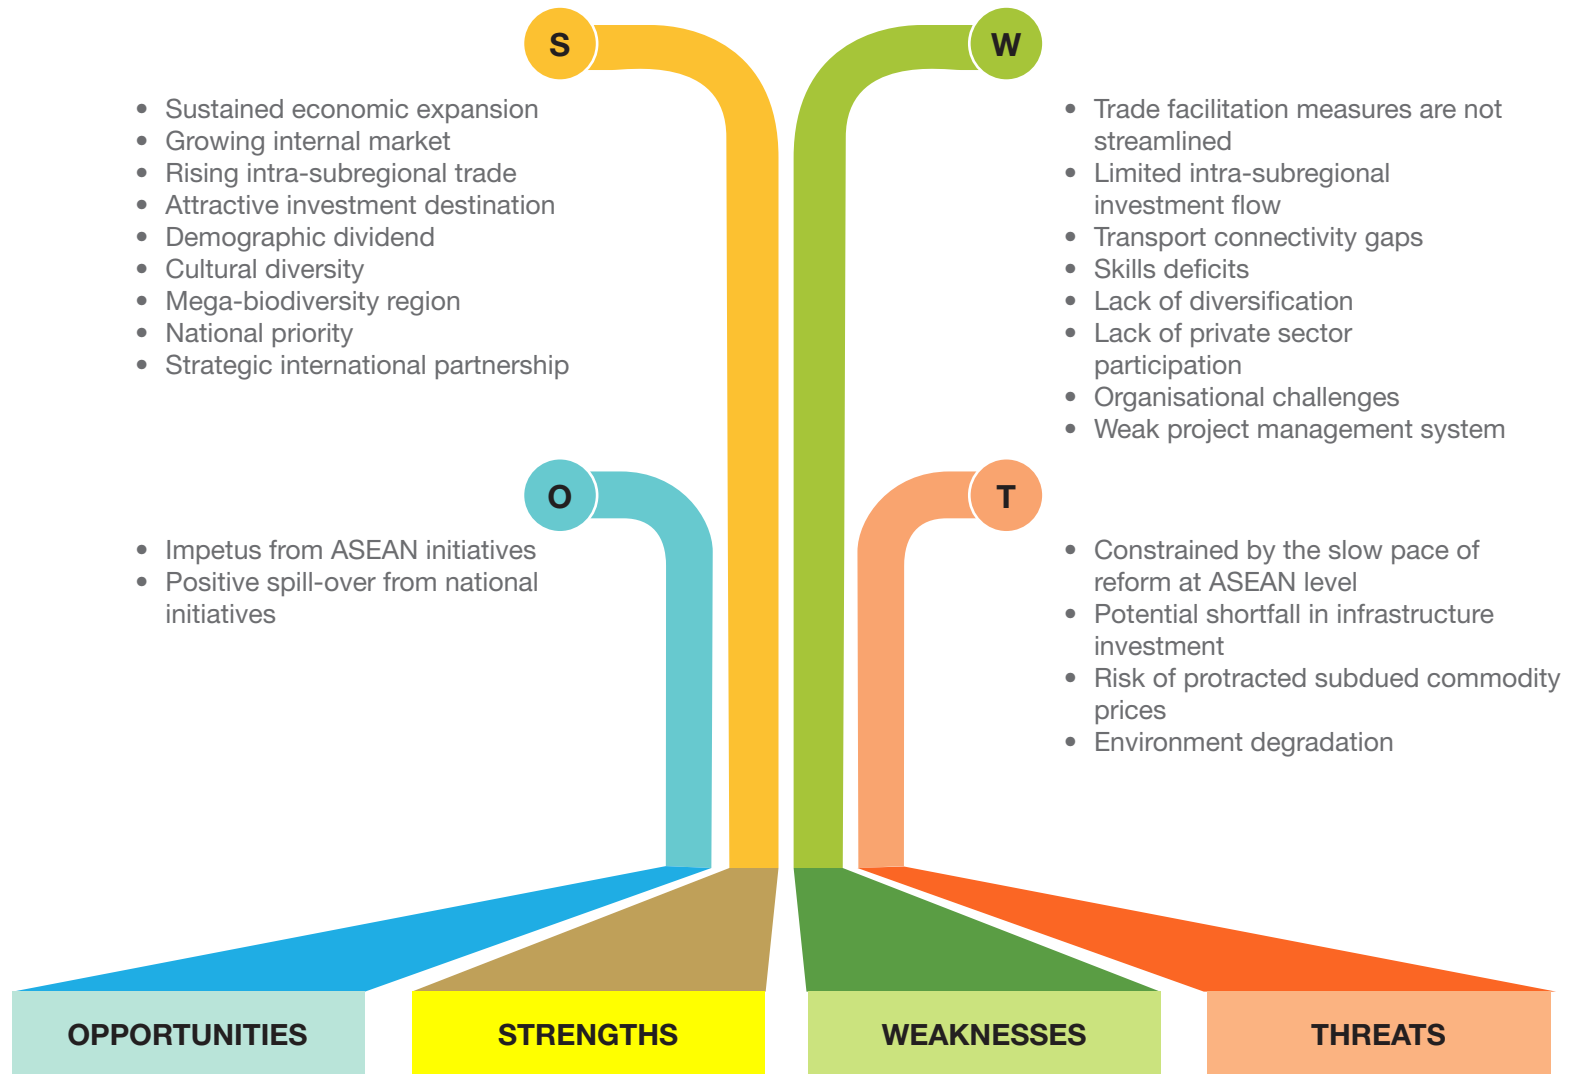 S
• Sustained economic expansion
• Growing internal market
• Rising intra-subregional trade
• Attractive investment destination
• Demographic dividend
• Cultural diversity
• Mega-biodiversity region
• National priority
• Strategic international partnership
W
• Trade facilitation measures are not
streamlined
• Limited intra-subregional
investment flow
• Transport connectivity gaps
• Skills deficits
• Lack of diversification
• Lack of private sector
participation
• Organisational challenges
• Weak project management system
O
• Impetus from ASEAN initiatives
• Positive spill-over from national
initiatives
T
• Constrained by the slow pace of
reform at ASEAN level
• Potential shortfall in infrastructure
investment
• Risk of protracted subdued commodity
prices
• Environment degradation
OPPORTUNITIES
STRENGTHS
WEAKNESSES
THREATS